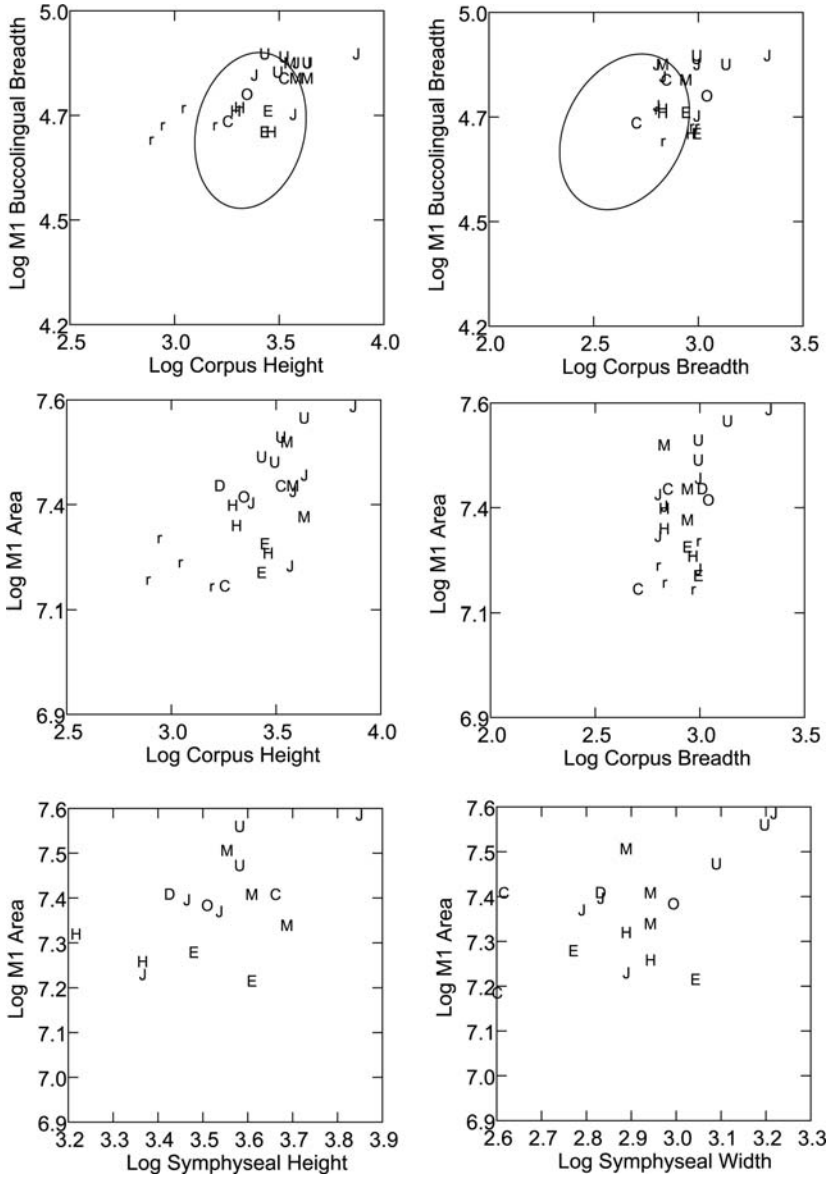 5.0
4.7
4.5
4.2
2.5 3.0 3.5 4.0
Log M1 Buccolingual Breadth
Log Corpus Height
U U J
M J U
J U C M M
O
r H H E J
r r C
r E H
5.0
4.7
4.5
4.2
2.0 2.5 3.0 3.5
Log M1 Buccolingual Breadth
Log Corpus Breadth
U J
J M J U
C M
O
H E J
C r
r H E
7.6
7.4
7.1
6.9
2.5 3.0 3.5 4.0
Log M1 Area
Log Corpus Height
J
U
U M
U U
J
D C M J
O J
H M
H
r E H
r J
r r C E
7.6
7.4
7.1
6.9
2.0 2.5 3.0 3.5
Log M1 Area
Log Corpus Breadth
J
U
M U
U
J
J C M D
O
H M
H
J E r
r H
C r r E
7.6
7.5
7.4
7.3
7.2
7.1
7.0
6.9
3.2 3.3 3.4 3.5 3.6 3.7 3.8 3.9
Log M1 Area
Log Symphyseal Height
J
U
M
U
D J M C
O J
H M
E
H
J E
7.6
7.5
7.4
7.3
7.2
7.1
7.0
6.9
2.6 2.7 2.8 2.9 3.0 3.1 3.2 3.3
Log M1 Area
Log Symphyseal Width
J
U
M
U
C D M
J J O
H M
E H
J E
C